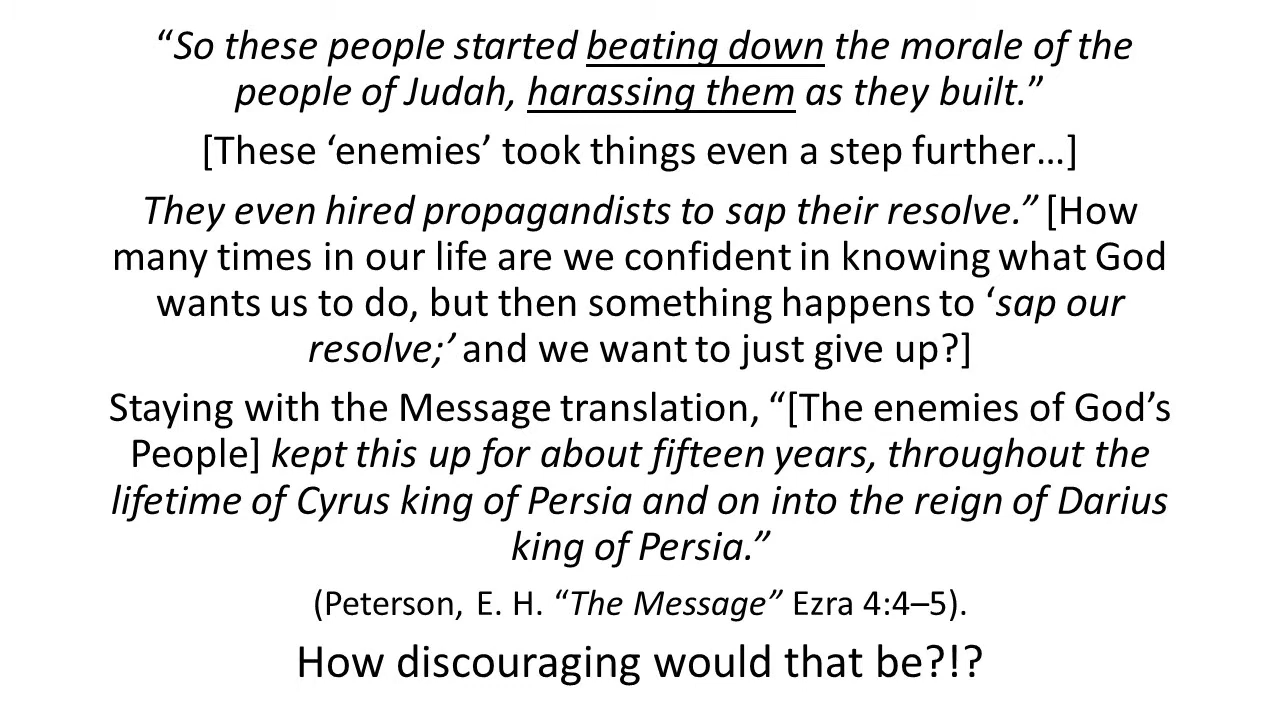 “So these people started beating down the morale of the
people of Judah, harassing them as they built.”
[These ‘enemies’ took things even a step further…]
They even hired propagandists to sap their resolve.” [How
many times in our life are we confident in knowing what God
wants us to do, but then something happens to ‘sap our
resolve;’ and we want to just give up?]
Staying with the Message translation, “[The enemies of God’s
People] kept this up for about fifteen years, throughout the
lifetime of Cyrus king of Persia and on into the reign of Darius
king of Persia.”
(Peterson, E. H. “The Message” Ezra 4:4–5).
How discouraging would that be?!?